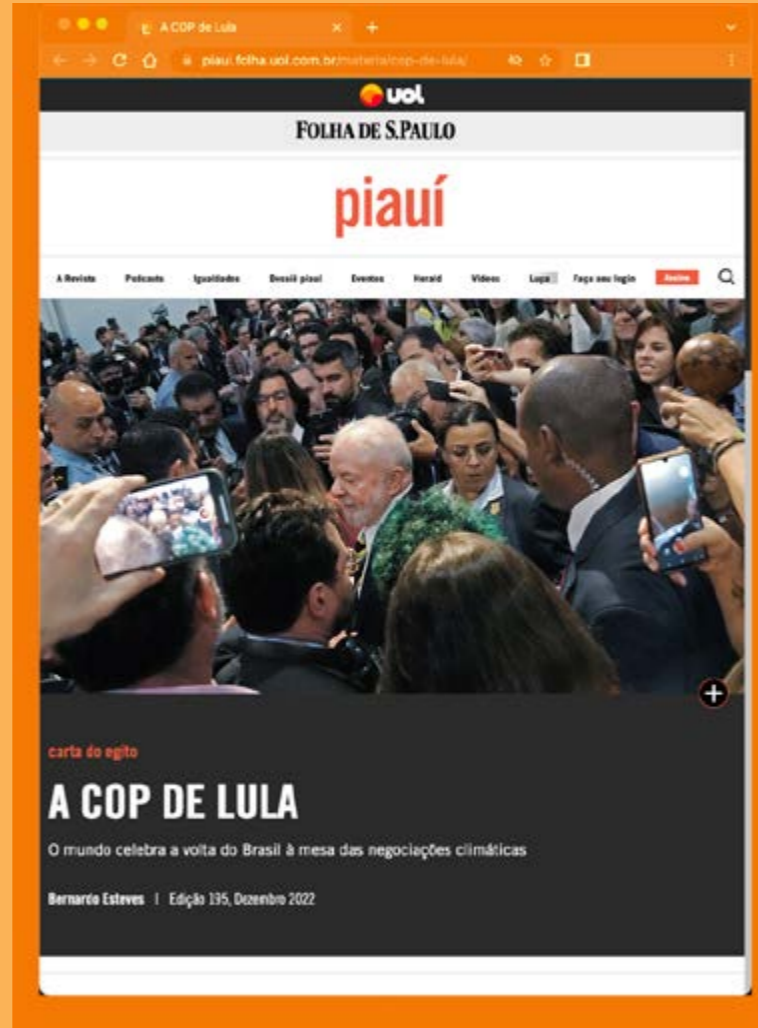 A COP de Lula
piaui.folha.uol.com.br/materia/cop-de-lula/
uol
FOLHA DE S.PAULO
piauí
A Revista Podcasts Igualdades Dossiê piauí Eventos Herald Vídeos Lupa Faça seu login Assine
carta do egito
A COP DE LULA
O mundo celebra a volta do Brasil à mesa das negociações climáticas
Bernardo Esteves | Edição 195, Dezembro 2022